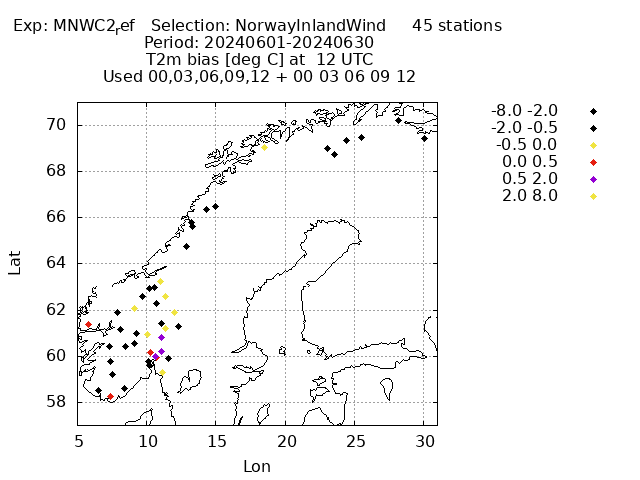 Exp: MNWC2ref   Selection: NorwayInlandWind     45 stations
Period: 20240601-20240630
T2m bias [deg C] at  12 UTC
Used 00,03,06,09,12 + 00 03 06 09 12
-8.0 -2.0
-2.0 -0.5
-0.5 0.0
0.0 0.5
0.5 2.0
2.0 8.0
70
68
66
64
62
60
58
Lat
5 10 15 20 25 30
Lon